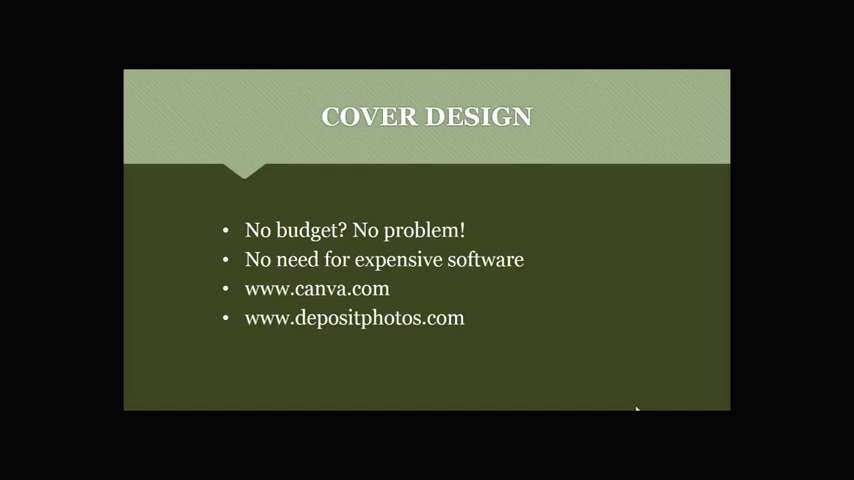 COVER DESIGN
• No budget? No problem!
• No need for expensive software
• www.canva.com
• www.depositphotos.com